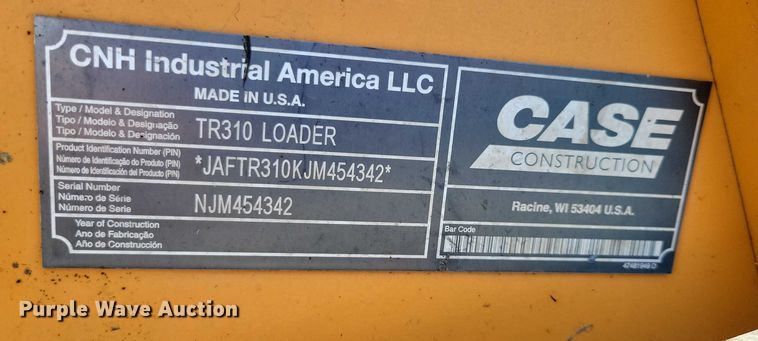 CNH Industrial America LLC
MADE IN U.S.A.
Type / Model & Designation
Tipo / Modelo & Designação
Tipo / Modelo & Designación
TR310 LOADER
Product Identification Number (PIN)
Número de Identificação do Produto (PIN)
Número de Identificación del Producto (PIN)
*JAFTR310KJM454342*
Serial Number
Número de Série
Número de Serie
NJM454342
Year of Construction
Ano de Fabricação
Año de Construcción
CASE
CONSTRUCTION
Racine, WI 53404 U.S.A.
Bar Code
47481949.D
Purple Wave Auction